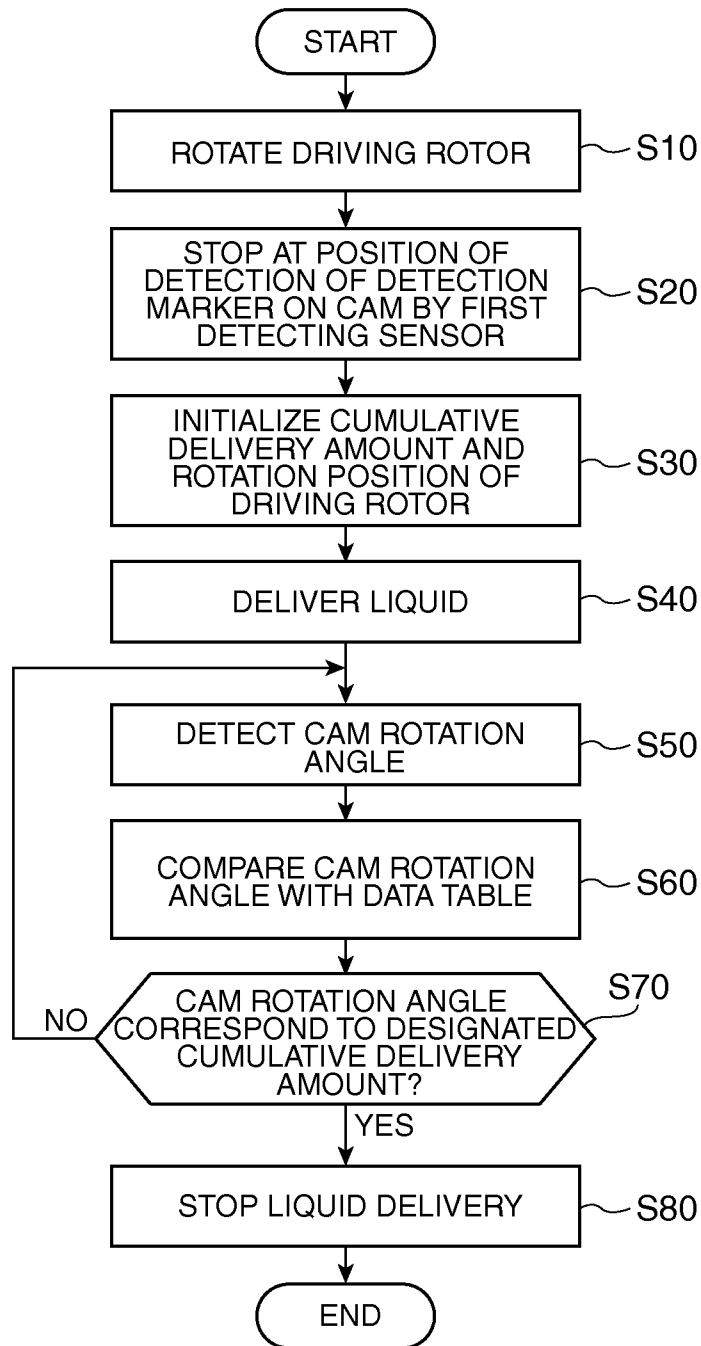 START
ROTATE DRIVING ROTOR
S10
STOP AT POSITION OF
DETECTION OF DETECTION
MARKER ON CAM BY FIRST
DETECTING SENSOR
S20
INITIALIZE CUMULATIVE
DELIVERY AMOUNT AND
ROTATION POSITION OF
DRIVING ROTOR
S30
DELIVER LIQUID
S40
DETECT CAM ROTATION
ANGLE
S50
COMPARE CAM ROTATION
ANGLE WITH DATA TABLE
S60
CAM ROTATION ANGLE
CORRESPOND TO DESIGNATED
CUMULATIVE DELIVERY
AMOUNT?
S70
NO
YES
STOP LIQUID DELIVERY
S80
END